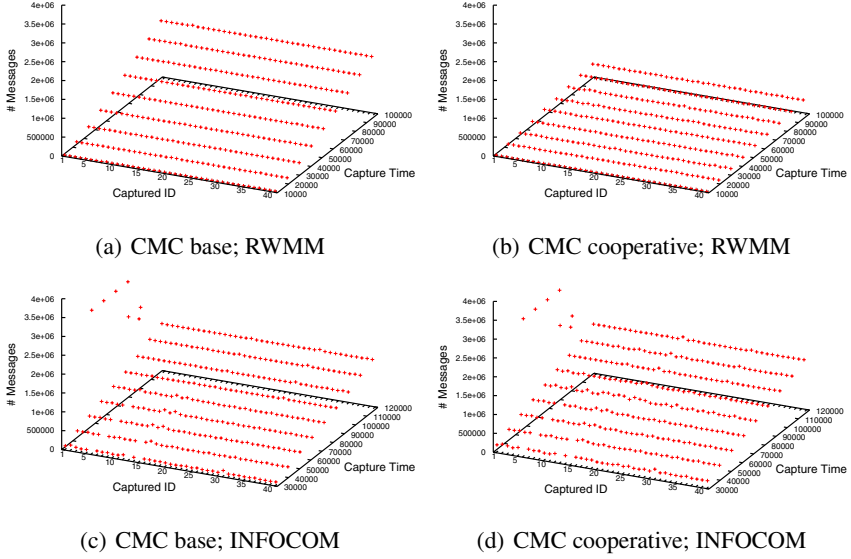 4e+06
3.5e+06
3e+06
2.5e+06
2e+06
1.5e+06
1e+06
500000
0
# Messages
1
5
10
15
20
25
30
35
40
Captured ID
10000
20000
30000
40000
50000
60000
70000
80000
90000
100000
Capture Time
(a) CMC base; RWMM
4e+06
3.5e+06
3e+06
2.5e+06
2e+06
1.5e+06
1e+06
500000
0
# Messages
1
5
10
15
20
25
30
35
40
Captured ID
10000
20000
30000
40000
50000
60000
70000
80000
90000
100000
Capture Time
(b) CMC cooperative; RWMM
4e+06
3.5e+06
3e+06
2.5e+06
2e+06
1.5e+06
1e+06
500000
0
# Messages
1
5
10
15
20
25
30
35
40
Captured ID
30000
40000
50000
60000
70000
80000
90000
100000
110000
120000
Capture Time
(c) CMC base; INFOCOM
4e+06
3.5e+06
3e+06
2.5e+06
2e+06
1.5e+06
1e+06
500000
0
# Messages
1
5
10
15
20
25
30
35
40
Captured ID
30000
40000
50000
60000
70000
80000
90000
100000
110000
120000
Capture Time
(d) CMC cooperative; INFOCOM